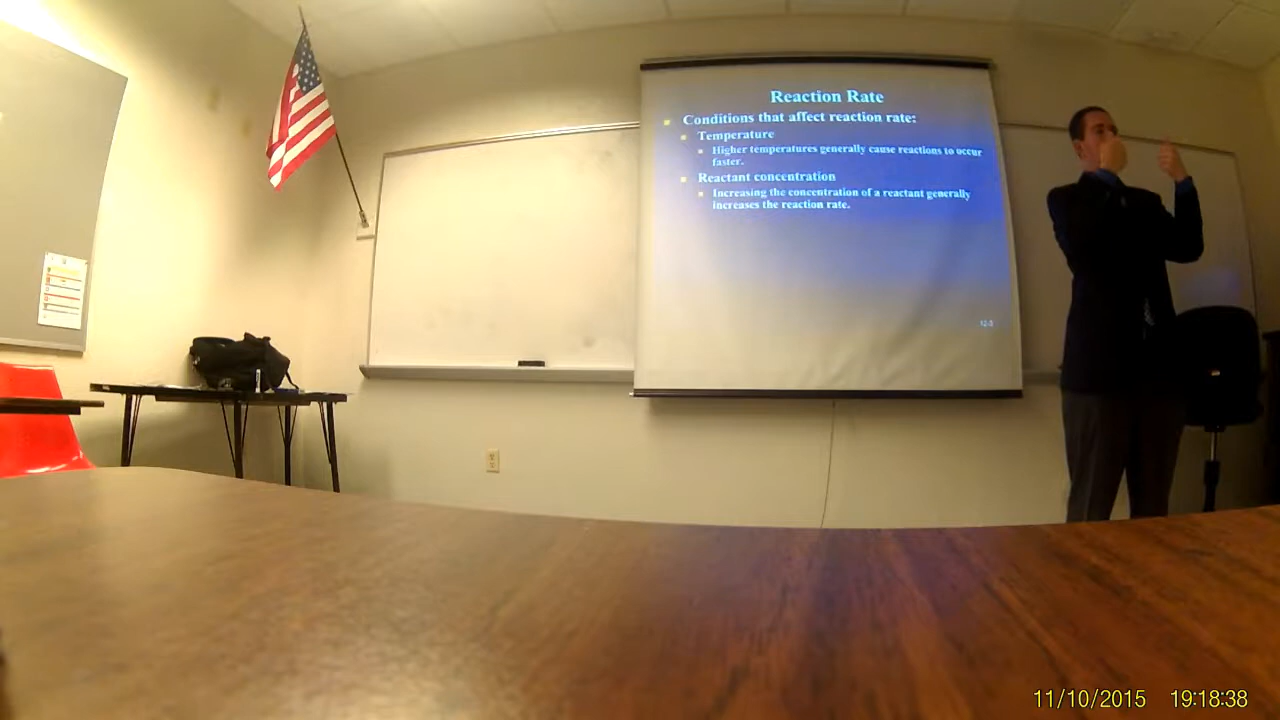 Reaction Rate
Conditions that affect reaction rate:
Temperature
Higher temperatures generally cause reactions to occur
faster.
Reactant concentration
Increasing the concentration of a reactant generally
increases the reaction rate.
12-3
11/10/2015 19:18:38